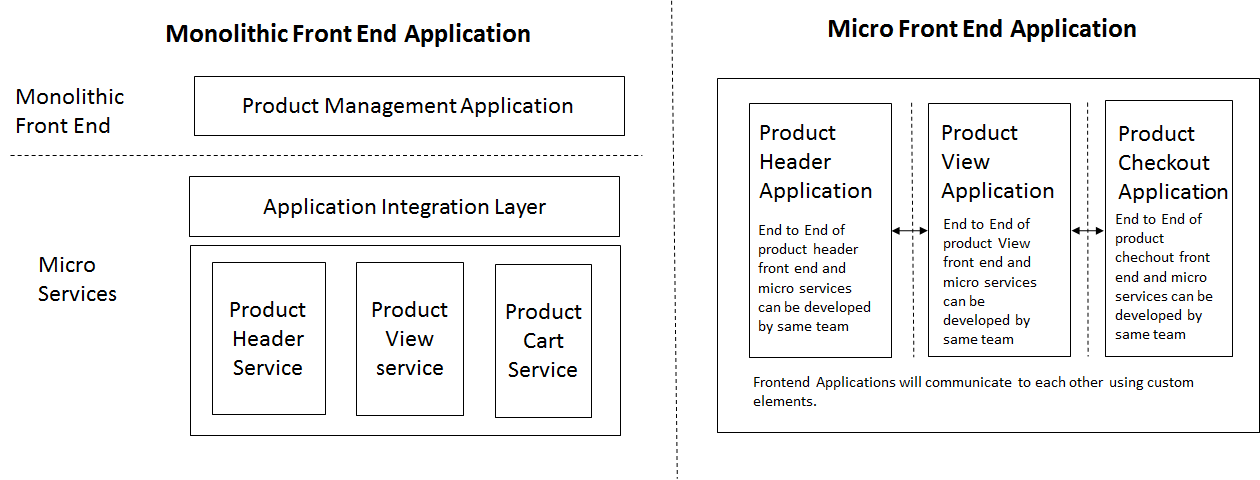 Monolithic Front End Application
Monolithic
Front End
Product Management Application
Application Integration Layer
Micro
Services
Product
Header
Service
Product
View
service
Product
Cart
Service
Micro Front End Application
Product
Header
Application
End to End of
product header
front end and
micro services
can be developed
by same team
Product
View
Application
End to End of
product View
front end and
micro services
can be
developed by
same team
Product
Checkout
Application
End to End of
product
chechout front
end and micro
services can be
developed by
same team
Frontend Applications will communicate to each other using custom
elements.